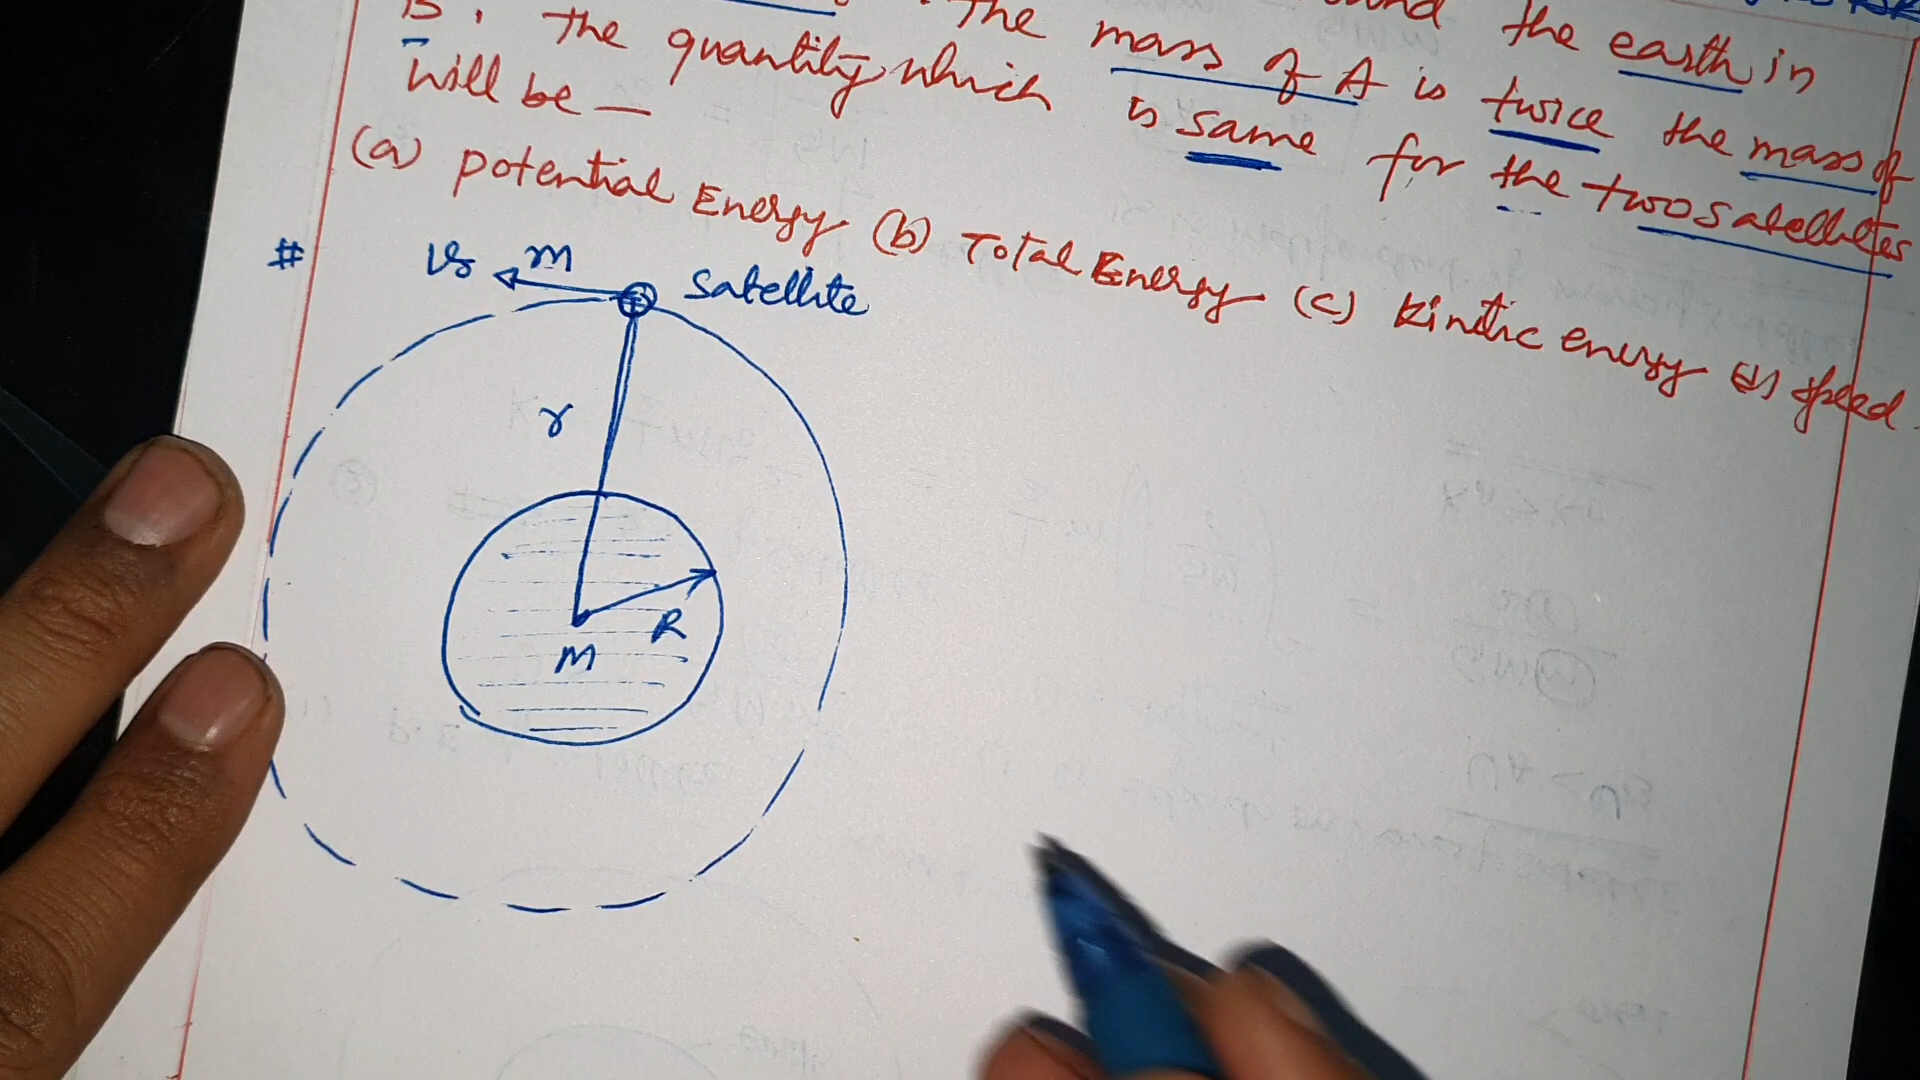 the earth in
B. The mass of A is twice the mass of
The quantity which is same for the two satellites
will be —
(a) potential Energy (b) Total Energy (c) Kinetic energy (d) speed.
#
vs m satellite
r
R
M